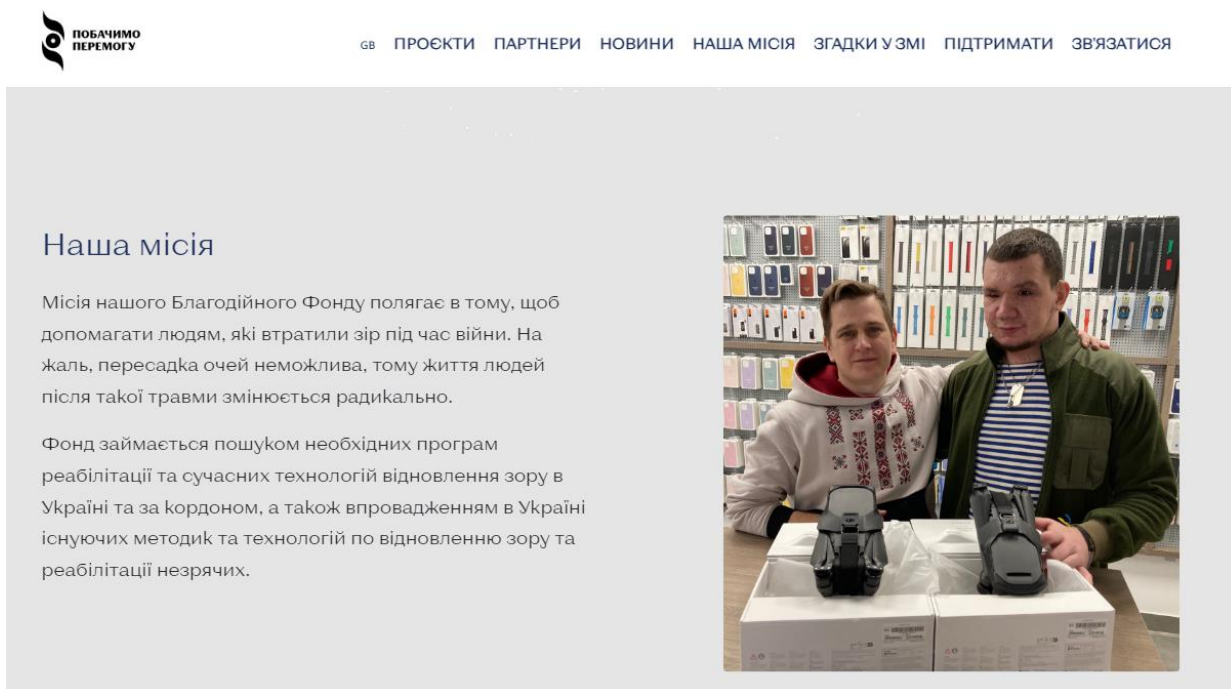 ПОБАЧИМО
ПЕРЕМОГУ
GB ПРОЄКТИ ПАРТНЕРИ НОВИНИ НАША МІСІЯ ЗГАДКИ У ЗМІ ПІДТРИМАТИ ЗВ'ЯЗАТИСЯ
Наша місія
Місія нашого Благодійного Фонду полягає в тому, щоб
допомагати людям, які втратили зір під час війни. На
жаль, пересадка очей неможлива, тому життя людей
після такої травми змінюється радикально.
Фонд займається пошуком необхідних програм
реабілітації та сучасних технологій відновлення зору в
Україні та за кордоном, а також впровадженням в Україні
існуючих методик та технологій по відновленню зору та
реабілітації незрячих.